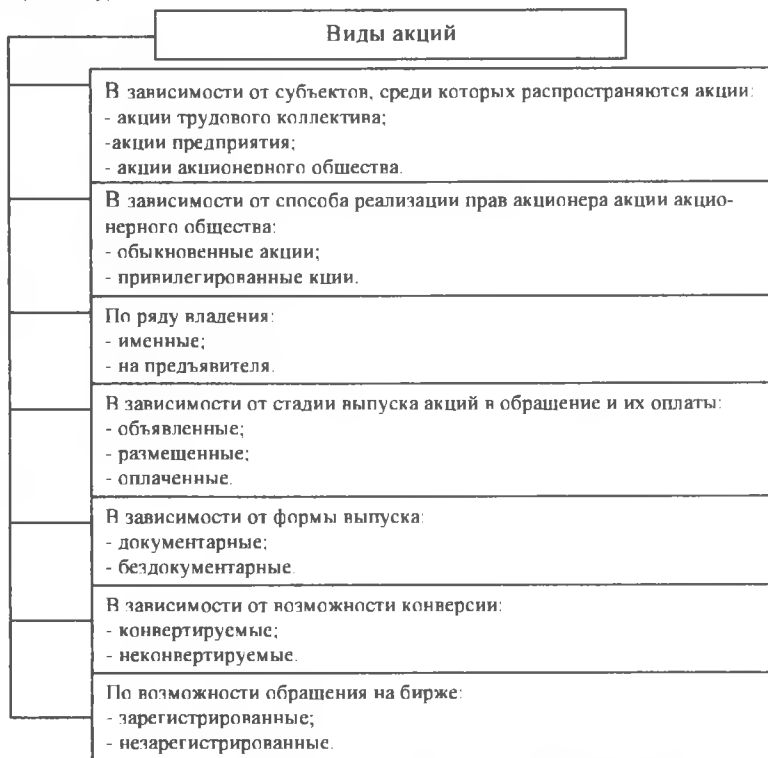 Виды акций
В зависимости от субъектов, среди которых распространяются акции:
- акции трудового коллектива;
-акции предприятия;
- акции акционерного общества.
В зависимости от способа реализации прав акционера акции акцио-
нерного общества:
- обыкновенные акции;
- привилегированные кции.
По ряду владения:
- именные;
- на предъявителя.
В зависимости от стадии выпуска акций в обращение и их оплаты:
- объявленные;
- размещенные;
- оплаченные.
В зависимости от формы выпуска:
- документарные;
- бездокументарные.
В зависимости от возможности конверсии:
- конвертируемые;
- неконвертируемые.
По возможности обращения на бирже:
- зарегистрированные;
- незарегистрированные.